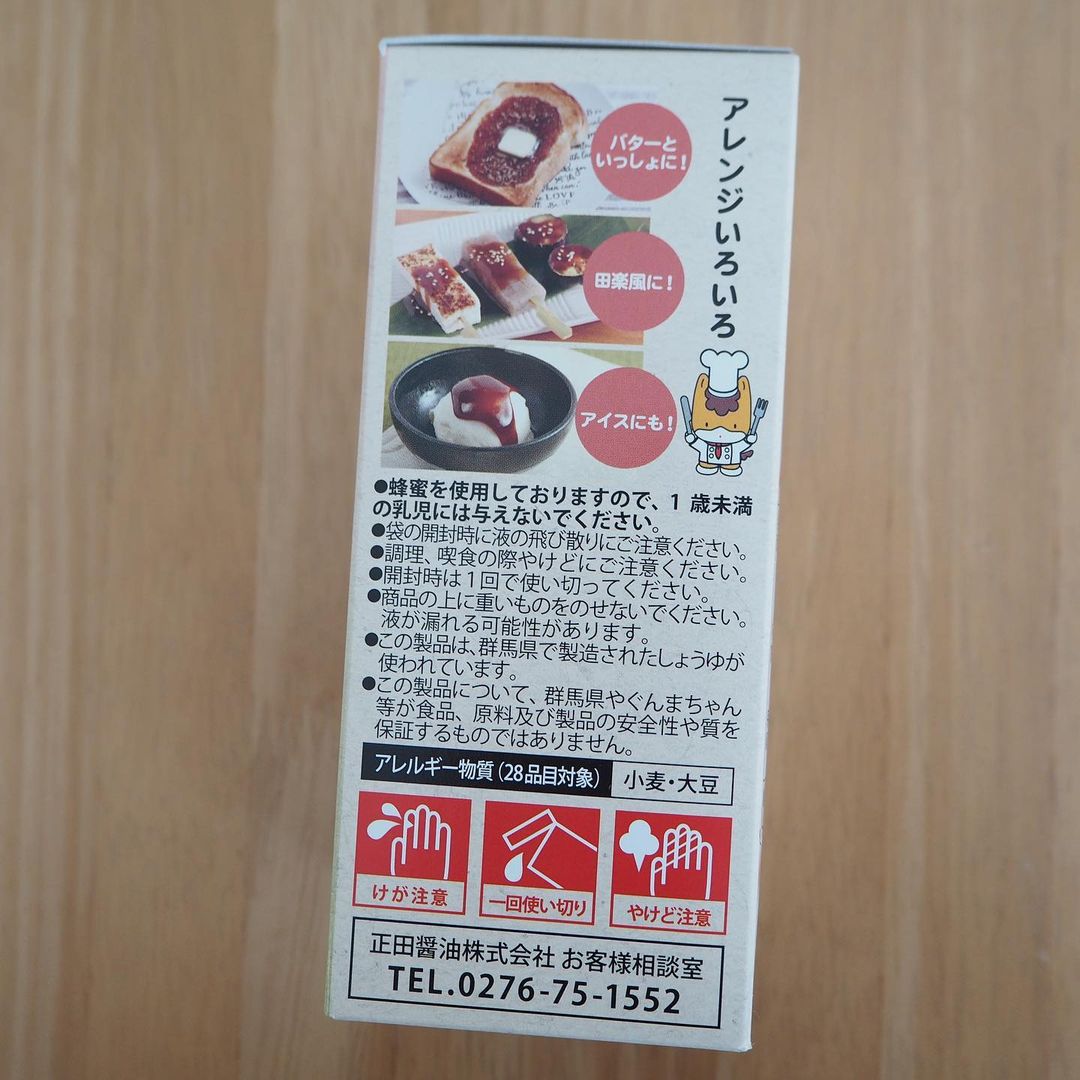 アレンジいろいろ
バターと
いっしょに!
田楽風に!
アイスにも!
●蜂蜜を使用しておりますので、1歳未満
の乳児には与えないでください。
●袋の開封時に液の飛び散りにご注意ください。
●調理、喫食の際やけどにご注意ください。
●開封時は1回で使い切ってください。
●商品の上に重いものをのせないでください。
液が漏れる可能性があります。
●この製品は、群馬県で製造されたしょうゆが
使われています。
●この製品について、群馬県やぐんまちゃん
等が食品、原料及び製品の安全性や質を
保証するものではありません。
アレルギー物質(28品目対象) 小麦・大豆
けが注意
一回使い切り
やけど注意
正田醤油株式会社 お客様相談室
TEL.0276-75-1552